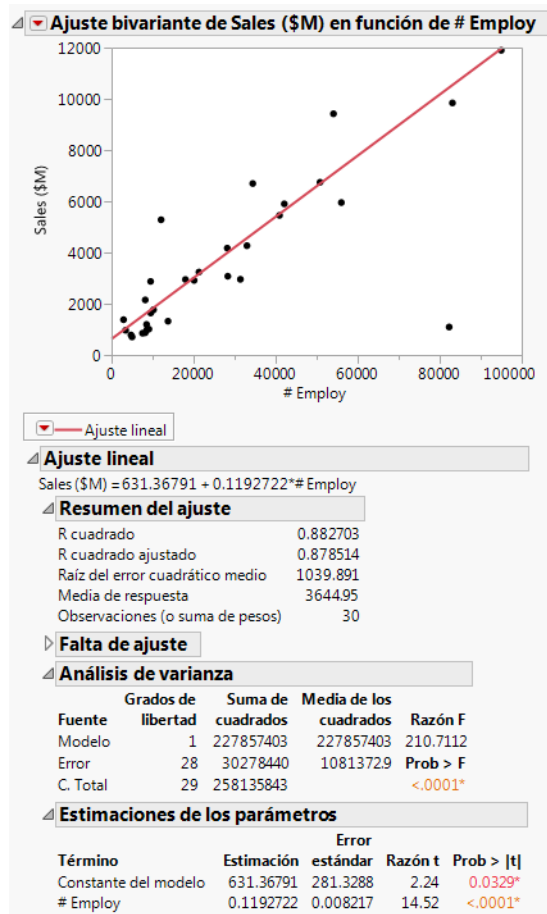 Ajuste bivariante de Sales ($M) en función de # Employ
12000
10000
8000
6000
4000
2000
0
Sales ($M)
0 20000 40000 60000 80000 100000
# Employ
Ajuste lineal
Ajuste lineal
Sales ($M) = 631.36791 + 0.1192722*# Employ
Resumen del ajuste
R cuadrado 0.882703
R cuadrado ajustado 0.878514
Raíz del error cuadrático medio 1039.891
Media de respuesta 3644.95
Observaciones (o suma de pesos) 30
Falta de ajuste
Análisis de varianza
Grados de Suma de Media de los
Fuente libertad cuadrados cuadrados Razón F
Modelo 1 227857403 227857403 210.7112
Error 28 30278440 1081372.9 Prob > F
C. Total 29 258135843 <.0001*
Estimaciones de los parámetros
Error
Término Estimación estándar Razón t Prob > |t|
Constante del modelo 631.36791 281.3288 2.24 0.0329*
# Employ 0.1192722 0.008217 14.52 <.0001*